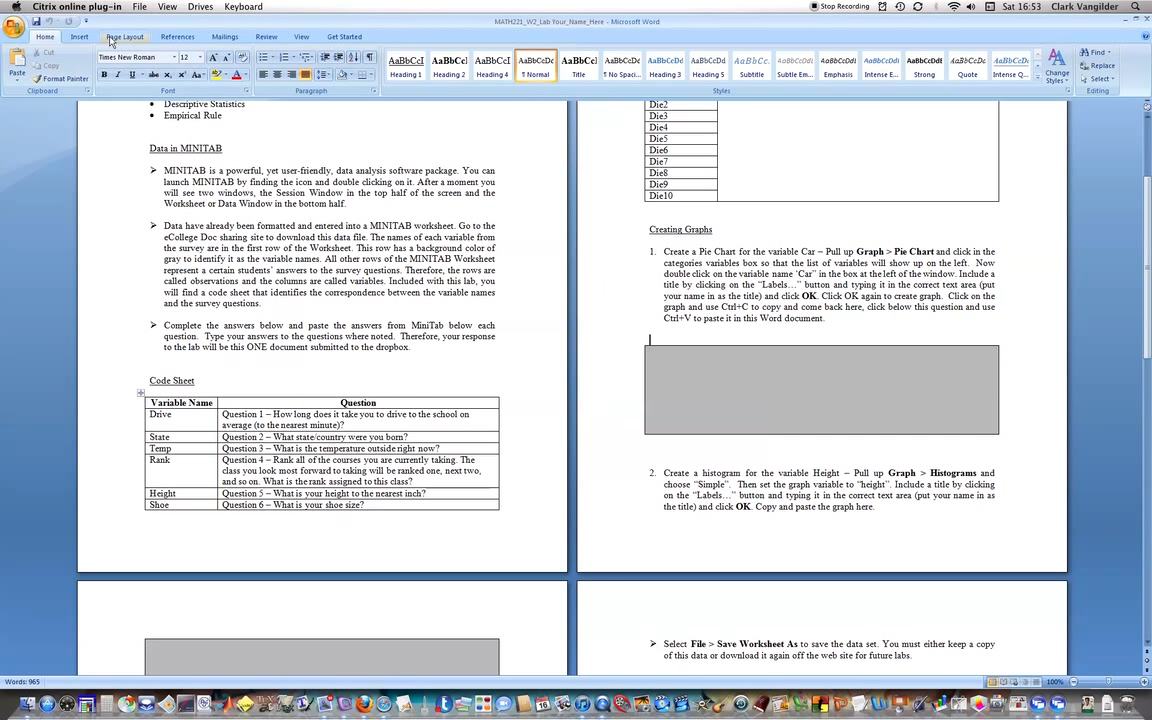 Citrix online plug-in File View Drives Keyboard
Stop Recording Sat 16:53 Clark Vangilder
MATH221_W2_Lab Your_Name_Here - Microsoft Word
Home Insert Page Layout References Mailings Review View Get Started
Paste
Cut
Copy
Format Painter
Clipboard
Times New Roman 12
Font
Paragraph
AaBbCcI AaBbC AaBbCcI AaBbCcDc AaBbCc AaBbCcDc AaBbCcDc AaBbCcDc AaBbCc. AaBbCcDc AaBbCcDc AaBbCcDc AaBbCcDd AaBbCcDc AaBbCcDc
Heading 1 Heading 2 Heading 4 ¶ Normal Title ¶ No Spaci... Heading 3 Heading 5 Subtitle Subtle Em... Emphasis Intense E... Strong Quote Intense Q...
Styles
Change
Styles
Find
Replace
Select
Editing
• Descriptive Statistics
• Empirical Rule
Data in MINITAB
➢ MINITAB is a powerful, yet user-friendly, data analysis software package. You can
launch MINITAB by finding the icon and double clicking on it. After a moment you
will see two windows, the Session Window in the top half of the screen and the
Worksheet or Data Window in the bottom half.
➢ Data have already been formatted and entered into a MINITAB worksheet. Go to the
eCollege Doc sharing site to download this data file. The names of each variable from
the survey are in the first row of the Worksheet. This row has a background color of
gray to identify it as the variable names. All other rows of the MINITAB Worksheet
represent a certain students' answers to the survey questions. Therefore, the rows are
called observations and the columns are called variables. Included with this lab, you
will find a code sheet that identifies the correspondence between the variable names
and the survey questions.
➢ Complete the answers below and paste the answers from MiniTab below each
question. Type your answers to the questions where noted. Therefore, your response
to the lab will be this ONE document submitted to the dropbox.
Code Sheet
Variable Name Question
Drive Question 1 – How long does it take you to drive to the school on
average (to the nearest minute)?
State Question 2 – What state/country were you born?
Temp Question 3 – What is the temperature outside right now?
Rank Question 4 – Rank all of the courses you are currently taking. The
class you look most forward to taking will be ranked one, next two,
and so on. What is the rank assigned to this class?
Height Question 5 – What is your height to the nearest inch?
Shoe Question 6 – What is your shoe size?
Die2
Die3
Die4
Die5
Die6
Die7
Die8
Die9
Die10
Creating Graphs
1. Create a Pie Chart for the variable Car – Pull up Graph > Pie Chart and click in the
categories variables box so that the list of variables will show up on the left. Now
double click on the variable name 'Car" in the box at the left of the window. Include a
title by clicking on the "Labels…" button and typing it in the correct text area (put
your name in as the title) and click OK. Click OK again to create graph. Click on the
graph and use Ctrl+C to copy and come back here, click below this question and use
Ctrl+V to paste it in this Word document.
2. Create a histogram for the variable Height – Pull up Graph > Histograms and
choose "Simple". Then set the graph variable to "height". Include a title by clicking
on the "Labels…" button and typing it in the correct text area (put your name in as
the title) and click OK. Copy and paste the graph here.
➢ Select File > Save Worksheet As to save the data set. You must either keep a copy
of this data or download it again off the web site for future labs.
Words: 965
100%